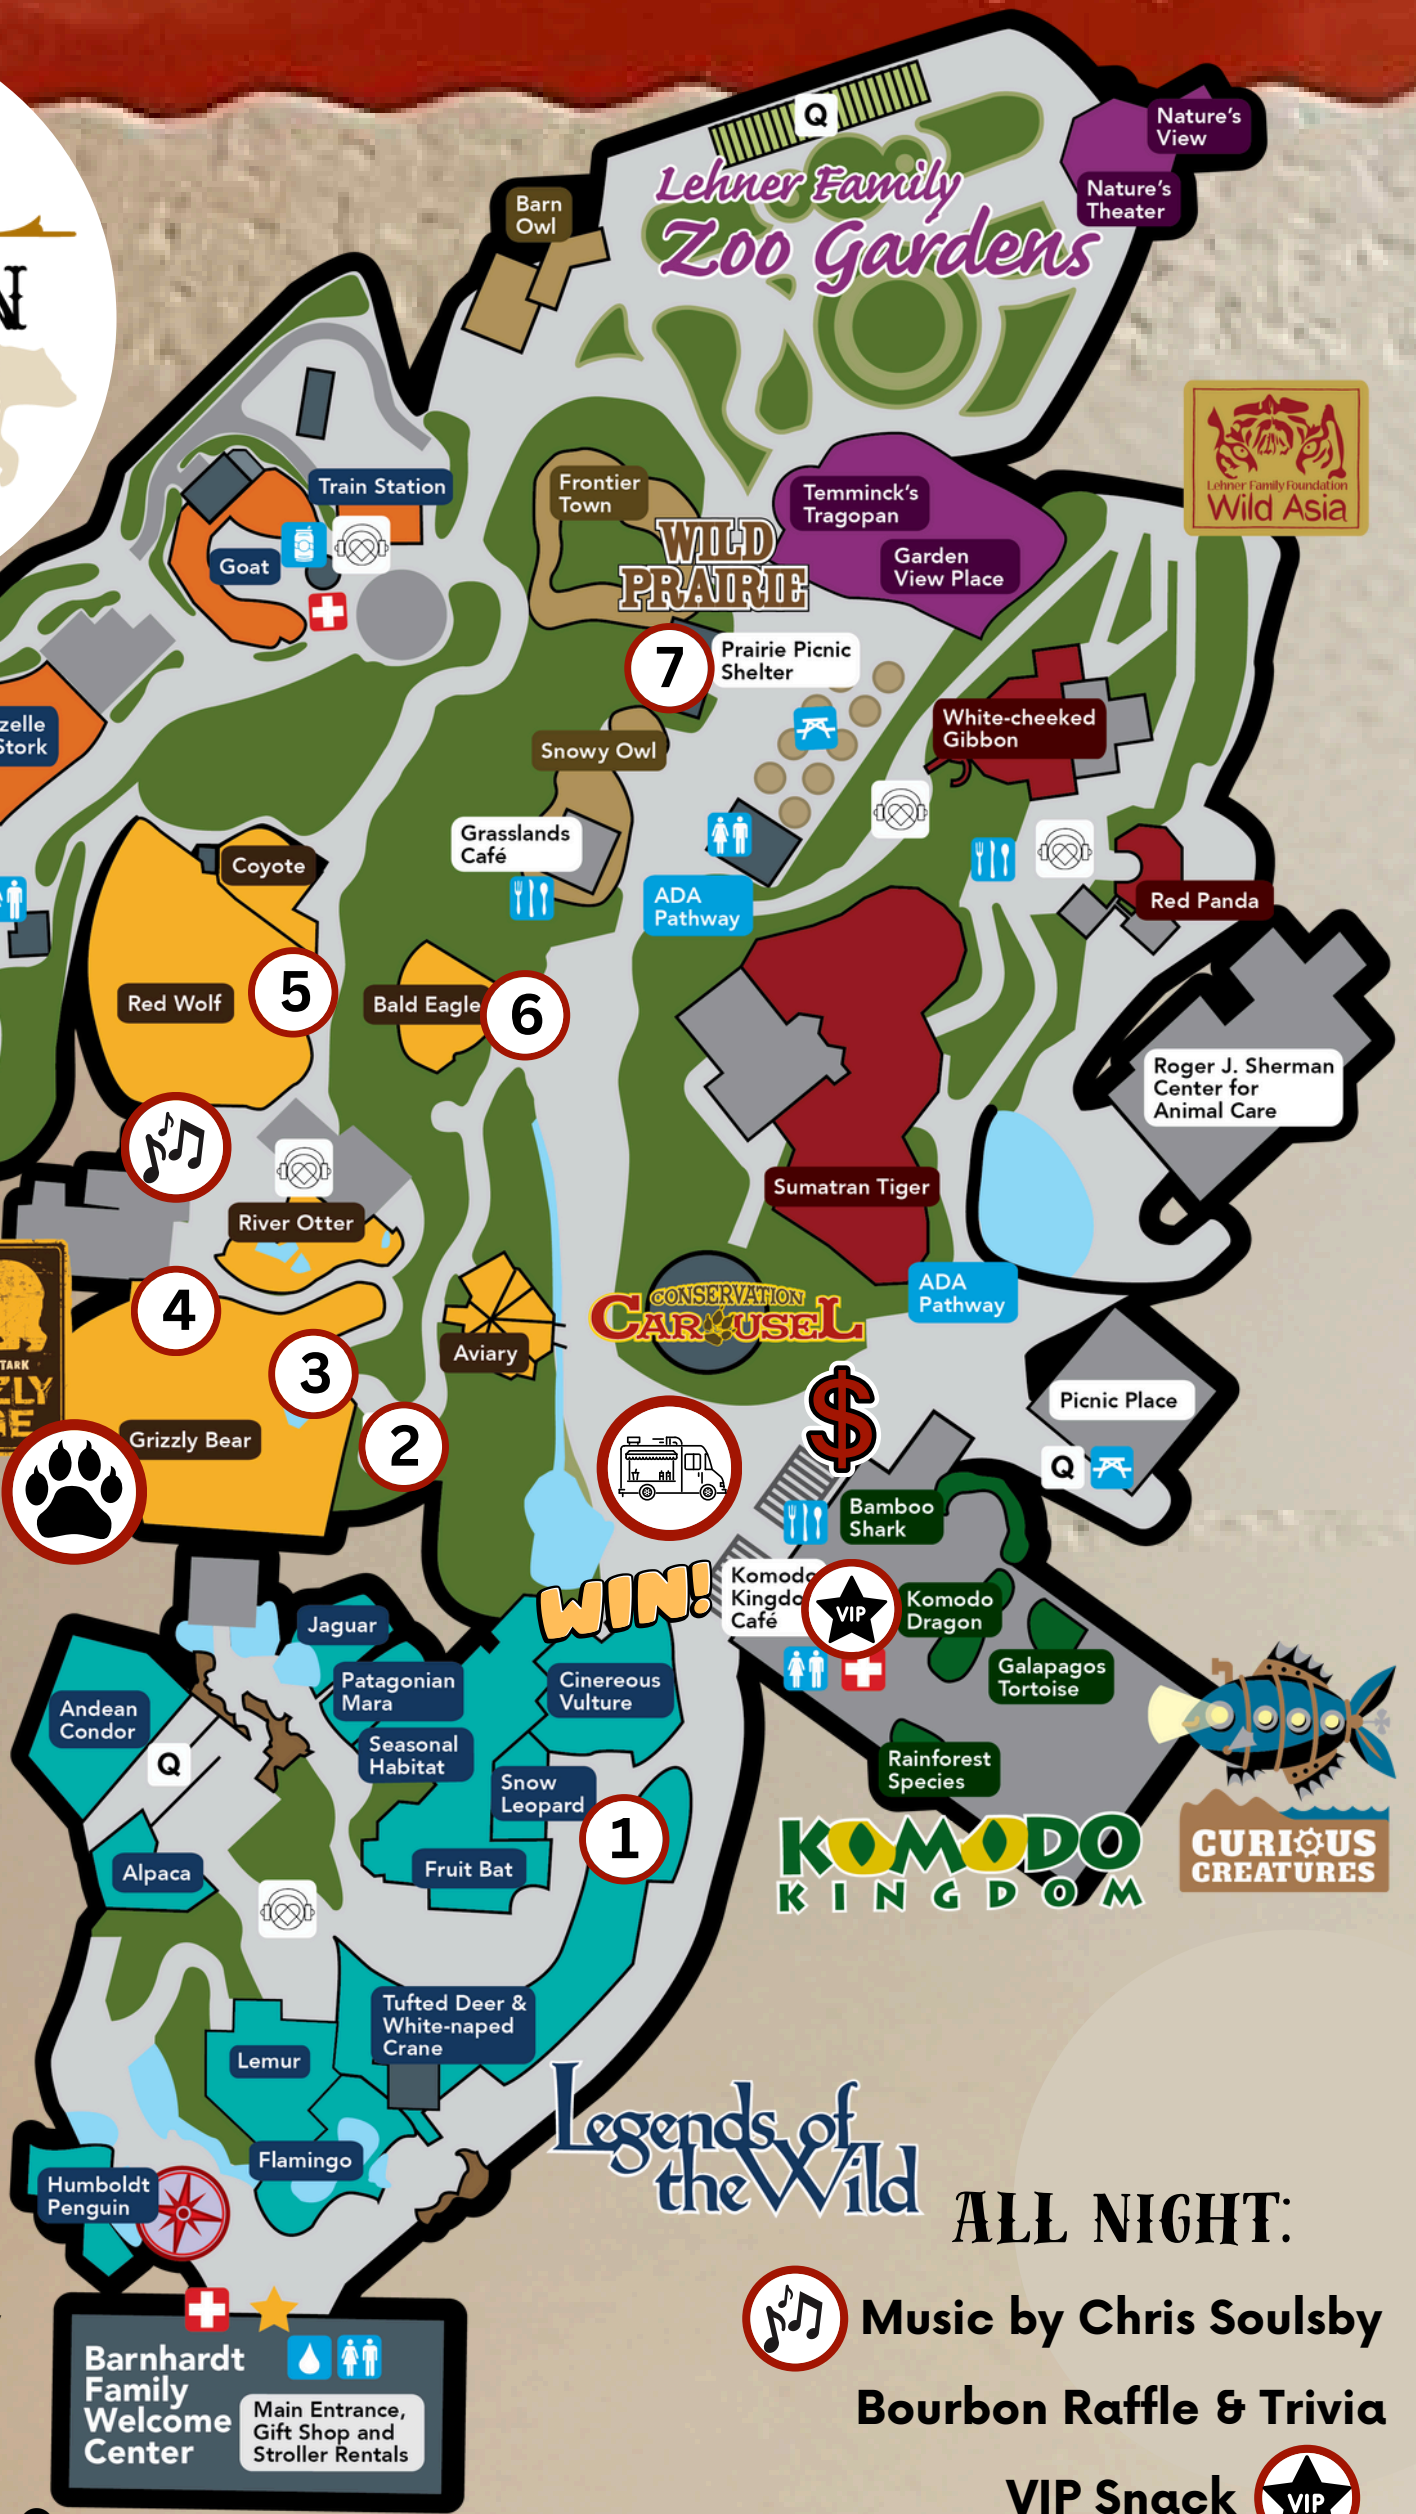 N
Q
Nature's
View
Nature's
Theater
Lehner Family
Zoo Gardens
Barn
Owl
Lehner Family Foundation
Wild Asia
Train Station
Goat
Frontier
Town
WILD
PRAIRIE
Temminck's
Tragopan
Garden
View Place
7
Prairie Picnic
Shelter
White-cheeked
Gibbon
Snowy Owl
Grasslands
Café
ADA
Pathway
Coyote
Red Panda
Red Wolf
5
Bald Eagle
6
Roger J. Sherman
Center for
Animal Care
River Otter
Sumatran Tiger
ADA
Pathway
4
CONSERVATION
CAROUSEL
Aviary
3
2
Grizzly Bear
$
Picnic Place
Q
Bamboo
Shark
WIN!
Café
VIP
Komodo
Dragon
Galapagos
Tortoise
Rainforest
Species
Jaguar
Patagonian
Mara
Cinereous
Vulture
Andean
Condor
Q
Seasonal
Habitat
Snow
Leopard
1
Fruit Bat
Alpaca
KOMODO
KINGDOM
CURIOUS
CREATURES
Tufted Deer &
White-naped
Crane
Lemur
Flamingo
Humboldt
Penguin
Legends of
the Wild
Barnhardt
Family
Welcome
Center
Main Entrance,
Gift Shop and
Stroller Rentals
ALL NIGHT:
Music by Chris Soulsby
Bourbon Raffle & Trivia
VIP Snack
VIP